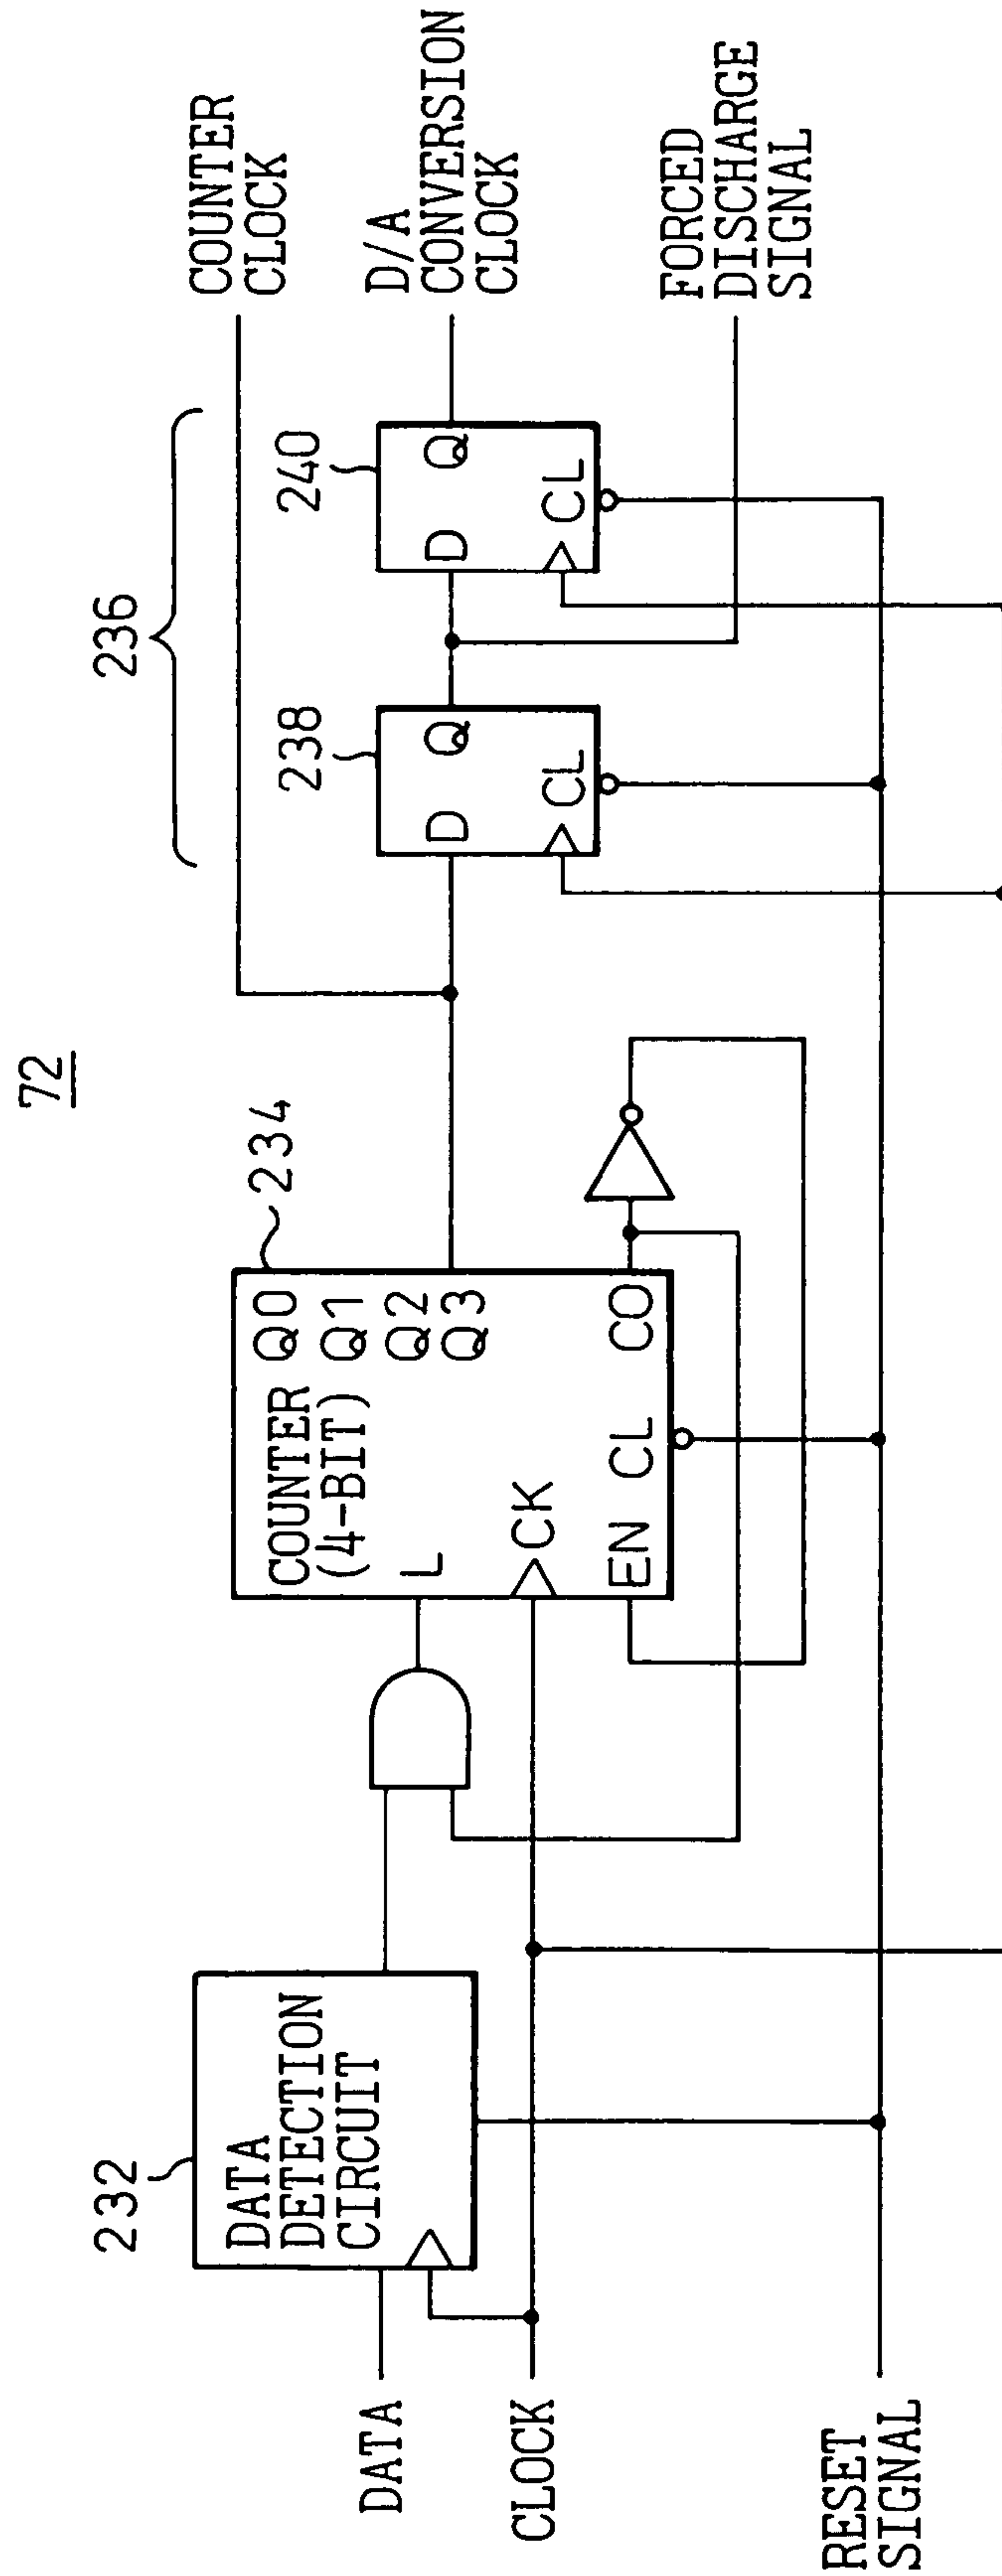 72
236
COUNTER
CLOCK
D/A
CONVERSION
CLOCK
FORCED
DISCHARGE
SIGNAL
232
DATA
DETECTION
CIRCUIT
DATA
CLOCK
RESET
SIGNAL
234
COUNTER
(4-BIT)
Q0
Q1
Q2
Q3
L
CK
EN
CL
CO
238
D
Q
CL
240
D
Q
CL